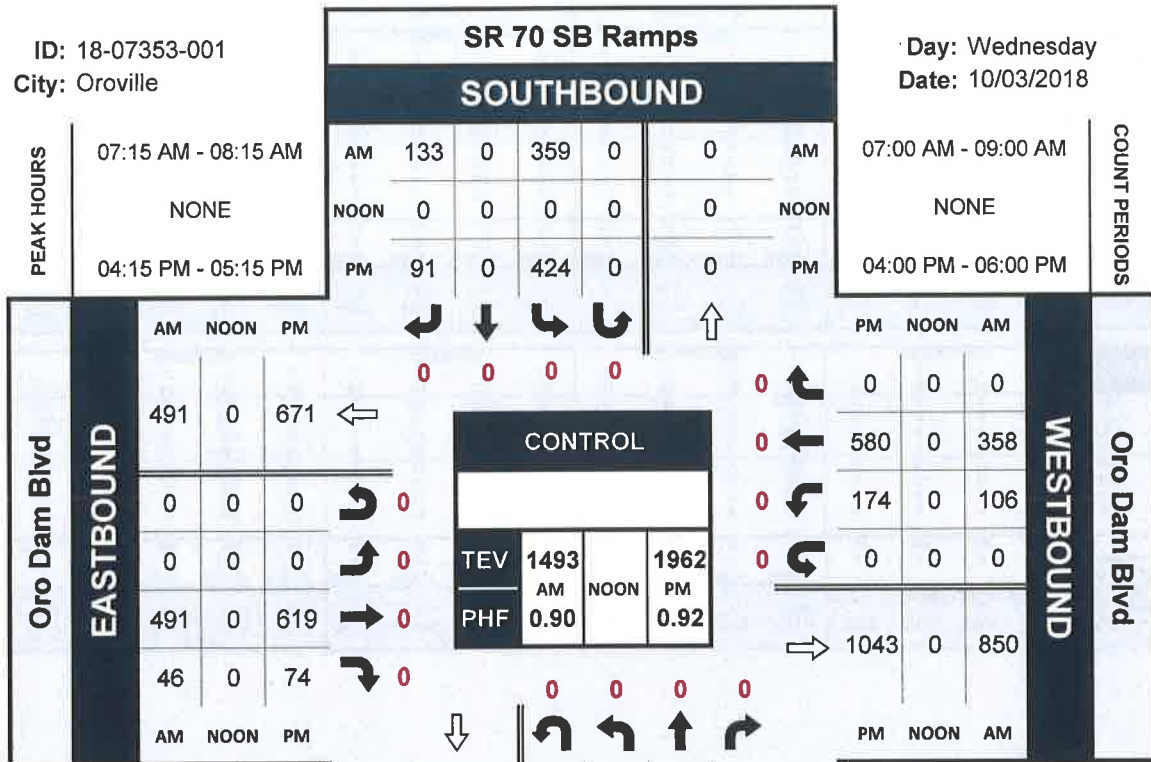 ID: 18-07353-001
City: Oroville
SR 70 SB Ramps
SOUTHBOUND
Day: Wednesday
Date: 10/03/2018
PEAK HOURS
07:15 AM - 08:15 AM
NONE
04:15 PM - 05:15 PM
AM 133 0 359 0 0 AM
NOON 0 0 0 0 0 NOON
PM 91 0 424 0 0 PM
07:00 AM - 09:00 AM
NONE
04:00 PM - 06:00 PM
COUNT PERIODS
0 0 0 0
Oro Dam Blvd
EASTBOUND
AM NOON PM
491 0 671
0 0 0 0
0 0 0 0
491 0 619 0
46 0 74 0
AM NOON PM
CONTROL
TEV 1493 1962
AM NOON PM
PHF 0.90 0.92
0 0 0 0
PM NOON AM
0 0 0 0
0 580 0 358
0 174 0 106
0 0 0 0
1043 0 850
PM NOON AM
WESTBOUND
Oro Dam Blvd